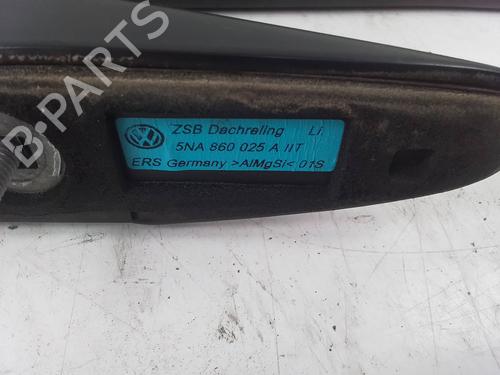 B-PARTS
ZSB Dachreling Li
5NA 860 025 A IIT
ERS Germany >AlMgSi< 01S